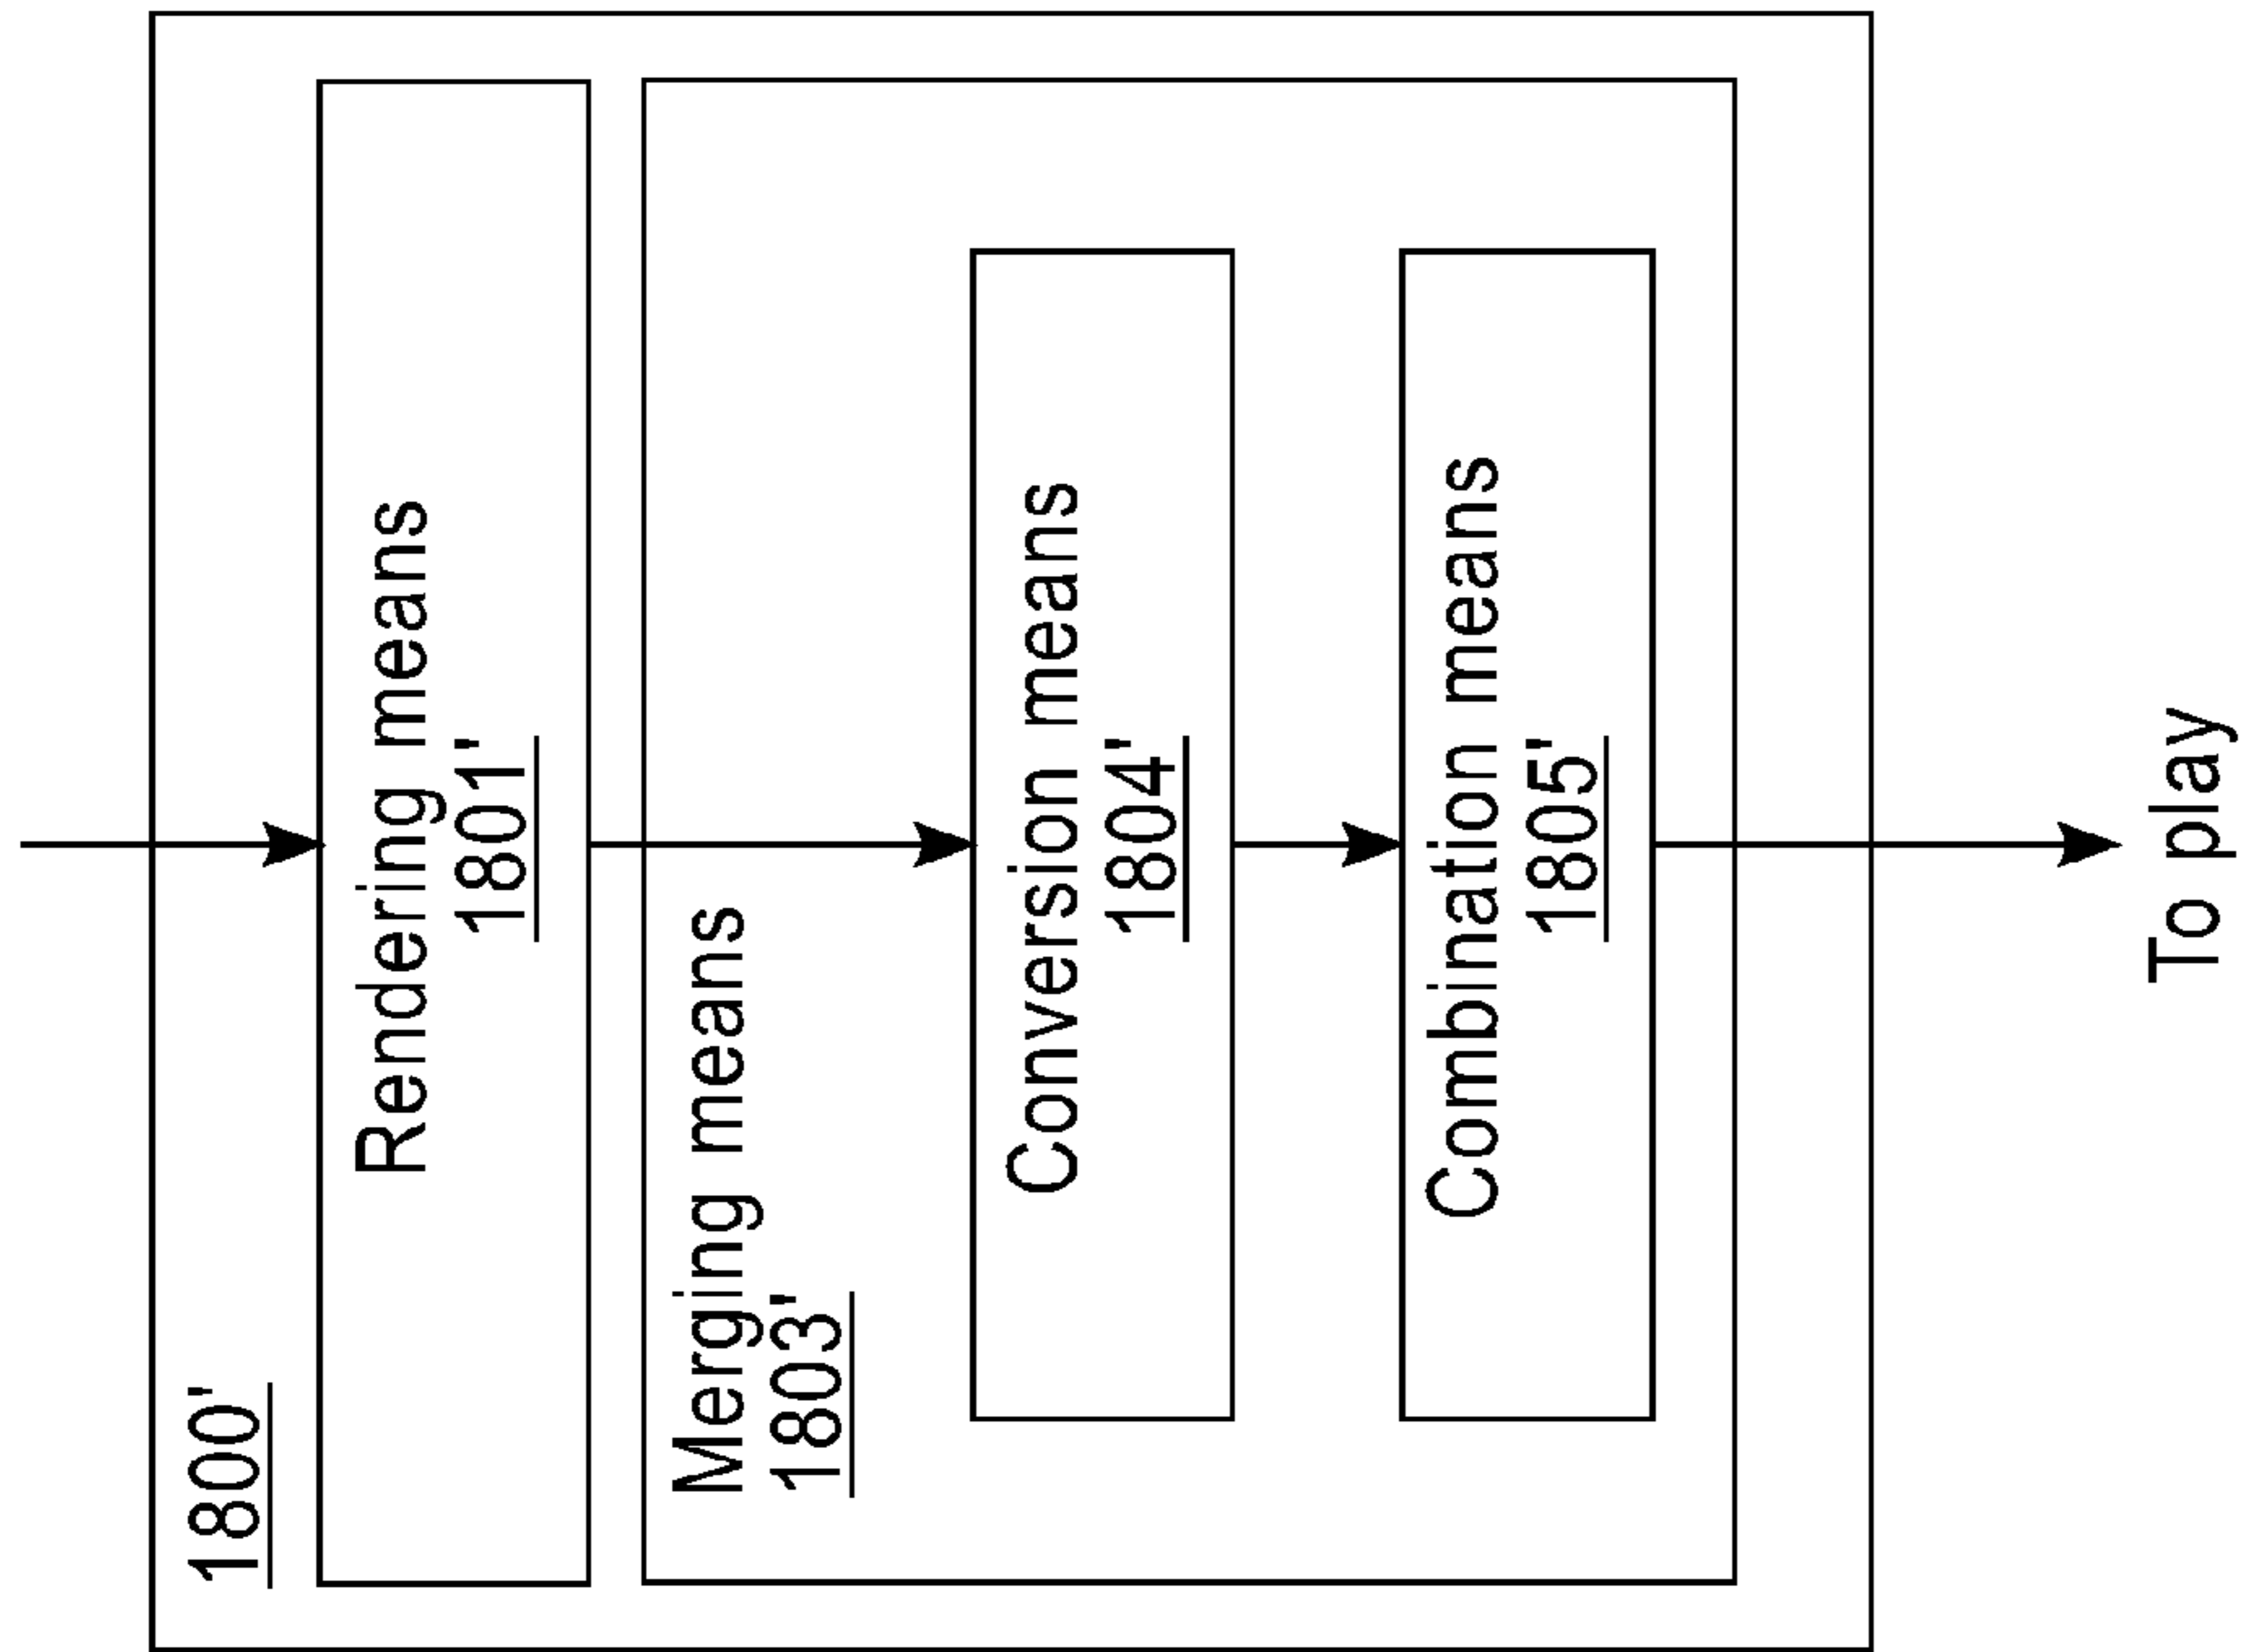 1800'
Rendering means
1801'
Merging means
1803'
Conversion means
1804'
Combination means
1805'
To play